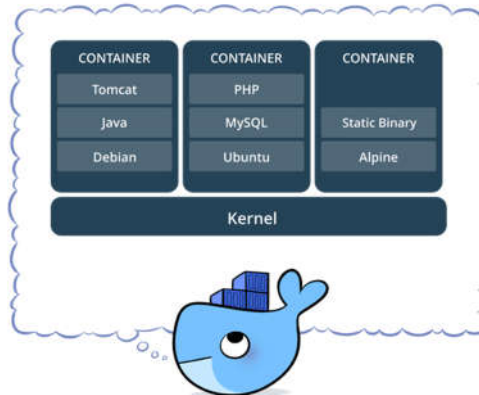 CONTAINER
Tomcat
Java
Debian
CONTAINER
PHP
MySQL
Ubuntu
CONTAINER
Static Binary
Alpine
Kernel